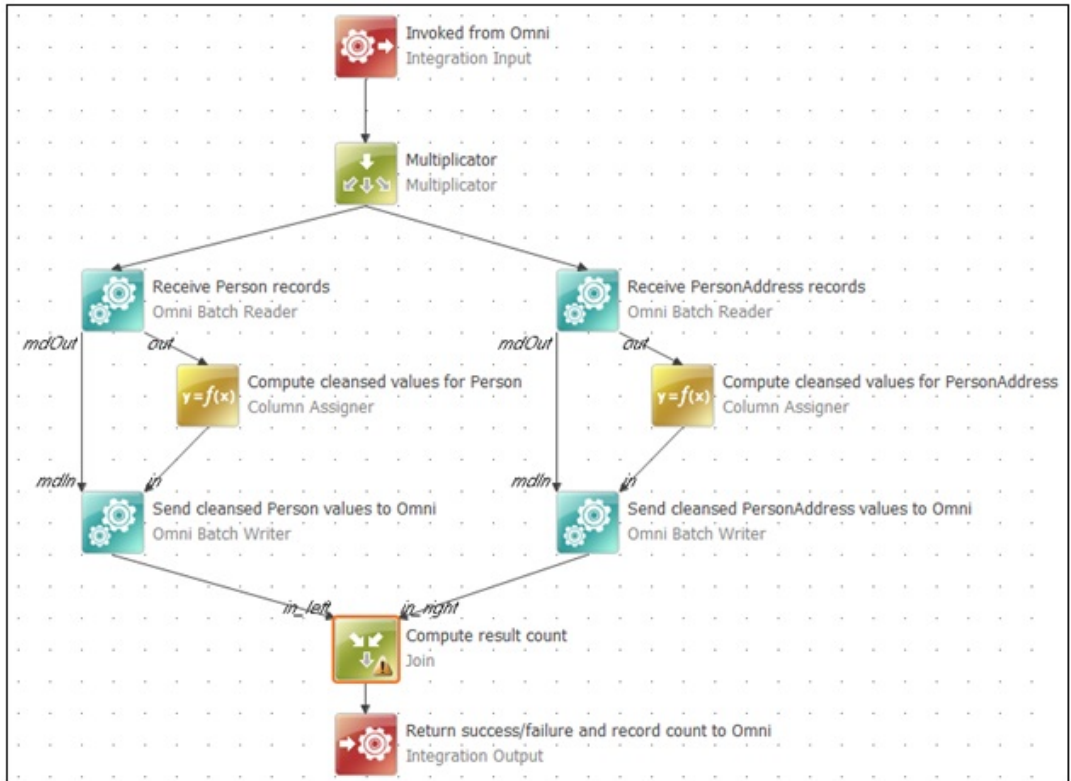 Invoked from Omni
Integration Input
Multiplicator
Multiplicator
Receive Person records
Omni Batch Reader
Receive PersonAddress records
Omni Batch Reader
mdOut
out
mdOut
out
y=f(x)
Compute cleansed values for Person
Column Assigner
y=f(x)
Compute cleansed values for PersonAddress
Column Assigner
mdIn
in
mdIn
in
Send cleansed Person values to Omni
Omni Batch Writer
Send cleansed PersonAddress values to Omni
Omni Batch Writer
in_left
in_right
Compute result count
Join
Return success/failure and record count to Omni
Integration Output